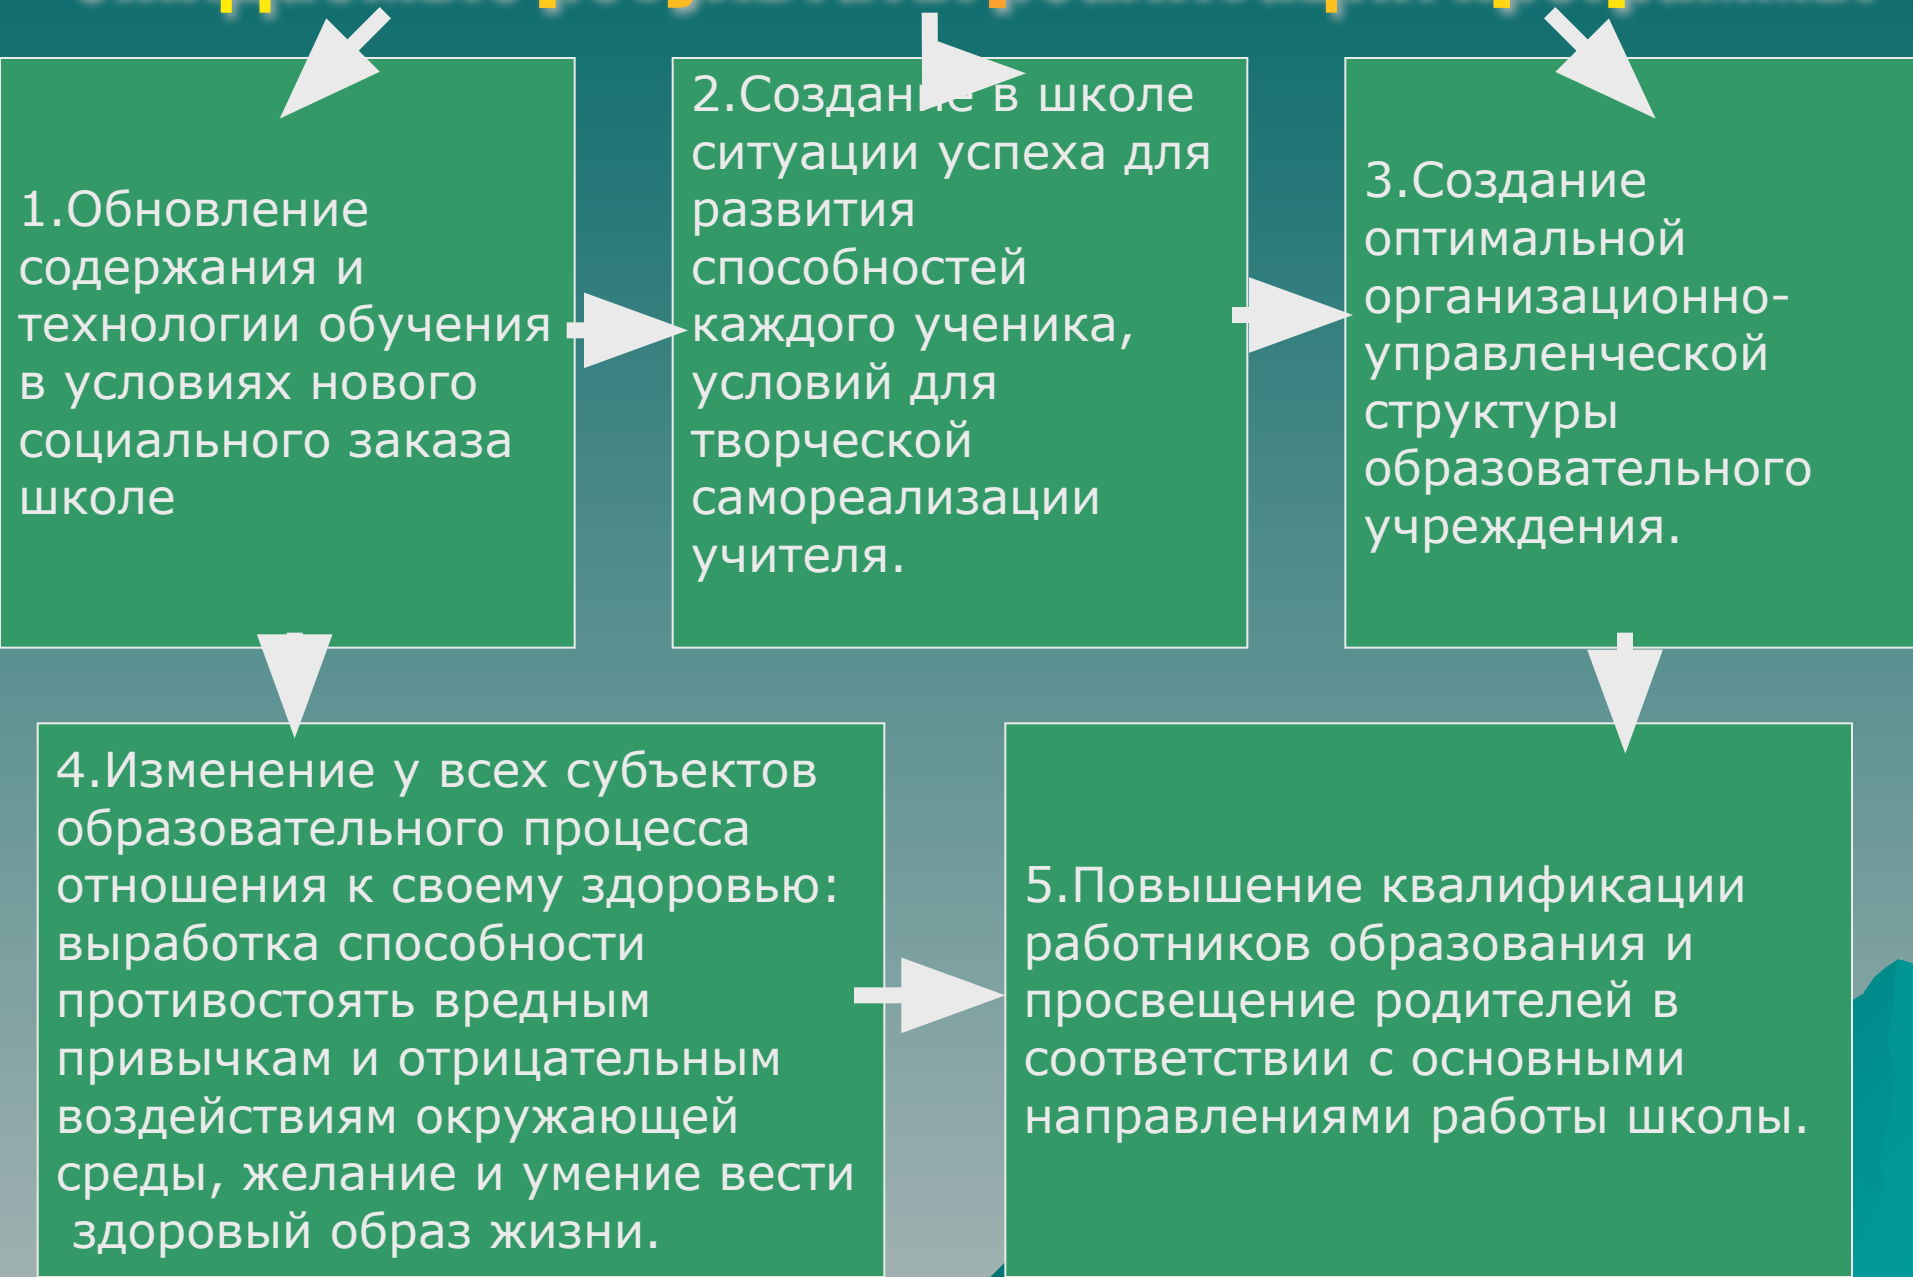 1.Обновление
содержания и
технологии обучения
в условиях нового
социального заказа
школе
2.Создание в школе
ситуации успеха для
развития
способностей
каждого ученика,
условий для
творческой
самореализации
учителя.
3.Создание
оптимальной
организационно-
управленческой
структуры
образовательного
учреждения.
4.Изменение у всех субъектов
образовательного процесса
отношения к своему здоровью:
выработка способности
противостоять вредным
привычкам и отрицательным
воздействиям окружающей
среды, желание и умение вести
здоровый образ жизни.
5.Повышение квалификации
работников образования и
просвещение родителей в
соответствии с основными
направлениями работы школы.